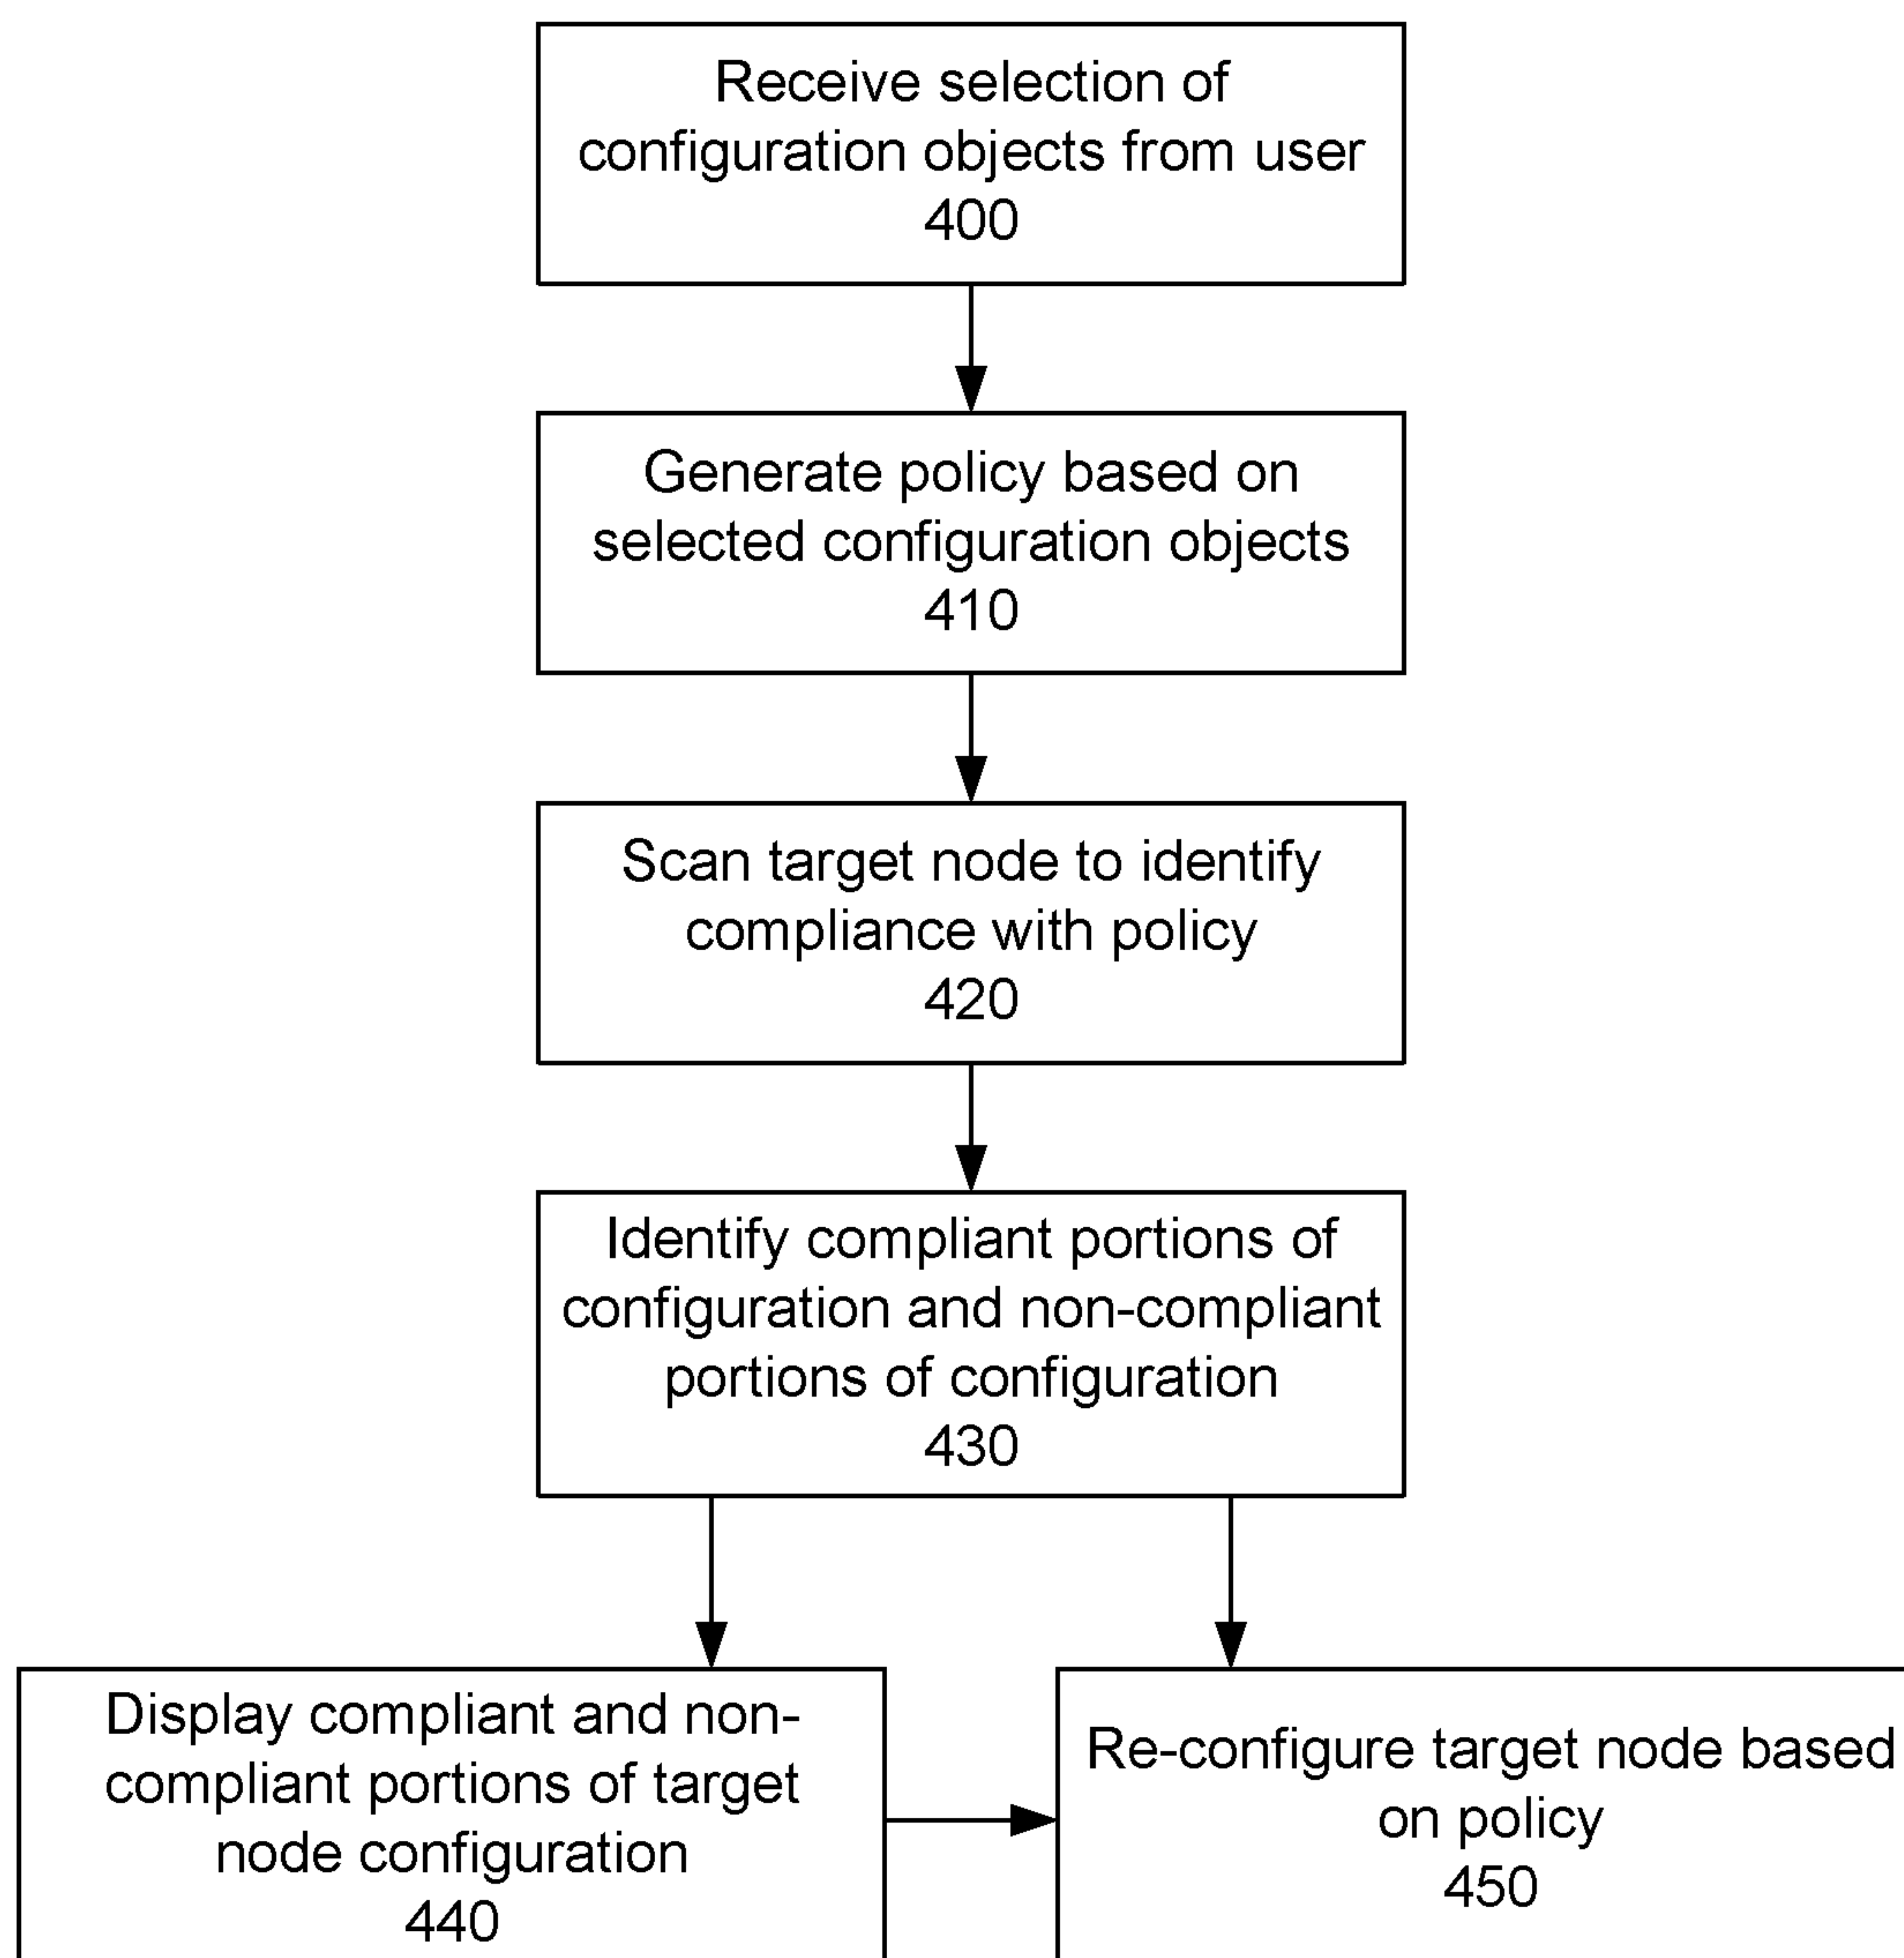 Receive selection of
configuration objects from user
400
Generate policy based on
selected configuration objects
410
Scan target node to identify
compliance with policy
420
Identify compliant portions of
configuration and non-compliant
portions of configuration
430
Display compliant and non-
compliant portions of target
node configuration
440
Re-configure target node based
on policy
450